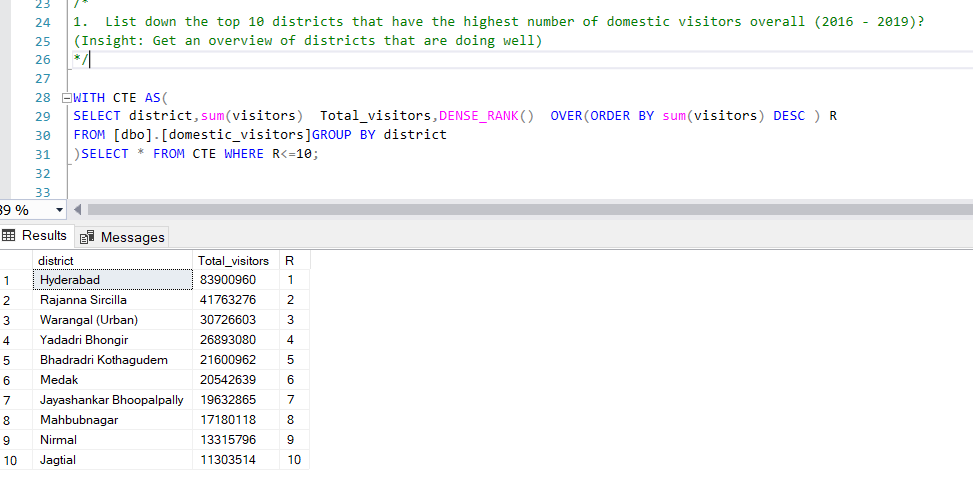 23 /*
24 1.  List down the top 10 districts that have the highest number of domestic visitors overall (2016 - 2019)?
25 (Insight: Get an overview of districts that are doing well)
26 */
27
28 WITH CTE AS(
29 SELECT district,sum(visitors)  Total_visitors,DENSE_RANK()  OVER(ORDER BY sum(visitors) DESC ) R
30 FROM [dbo].[domestic_visitors]GROUP BY district
31 )SELECT * FROM CTE WHERE R<=10;
32
33
39 %
Results Messages
district Total_visitors R
1 Hyderabad 83900960 1
2 Rajanna Sircilla 41763276 2
3 Warangal (Urban) 30726603 3
4 Yadadri Bhongir 26893080 4
5 Bhadradri Kothagudem 21600962 5
6 Medak 20542639 6
7 Jayashankar Bhoopalpally 19632865 7
8 Mahbubnagar 17180118 8
9 Nirmal 13315796 9
10 Jagtial 11303514 10